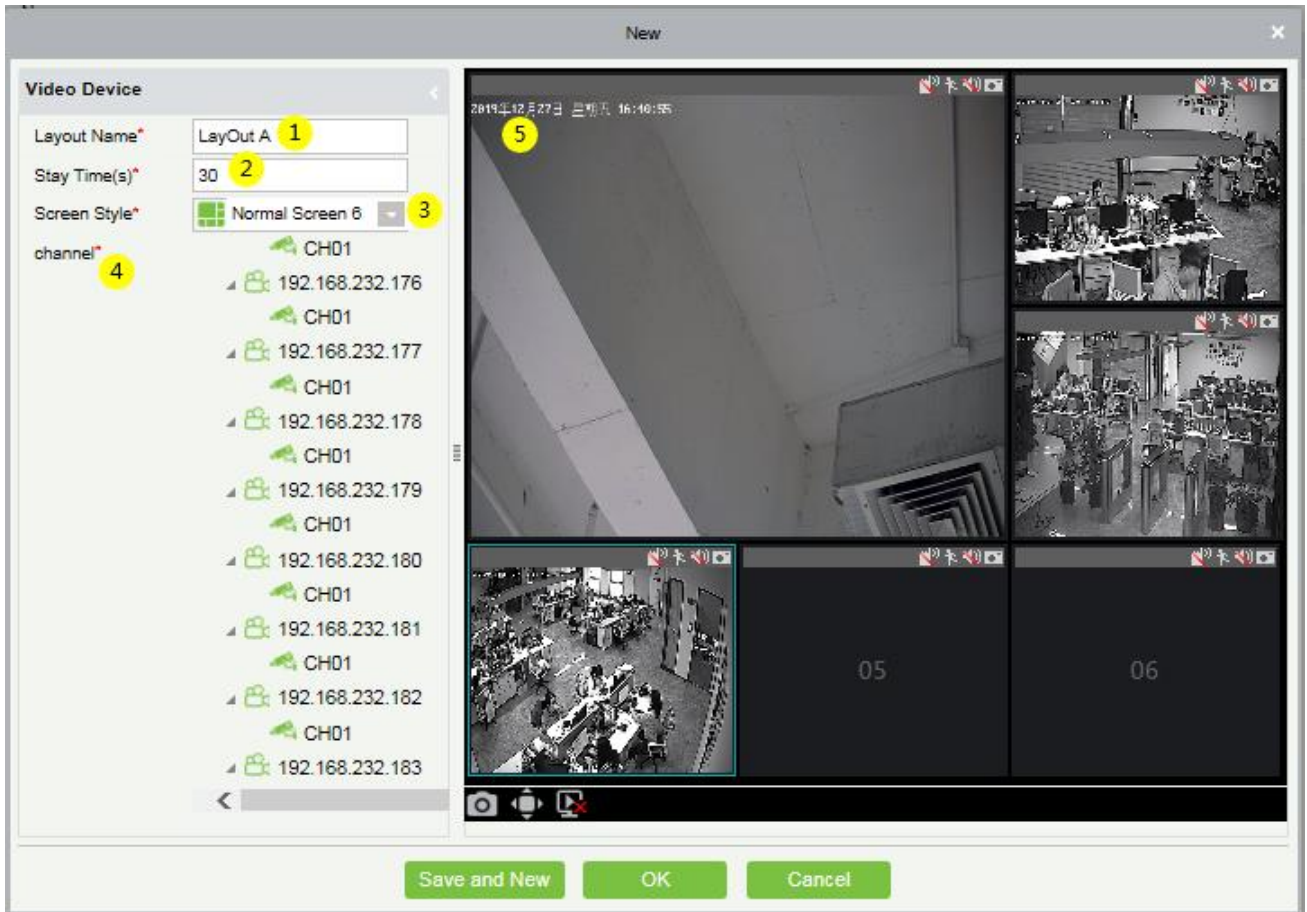 New
Video Device
Layout Name* LayOut A 1
Stay Time(s)* 30 2
Screen Style* Normal Screen 6 3
channel* 4
CH01
192.168.232.176
CH01
192.168.232.177
CH01
192.168.232.178
CH01
192.168.232.179
CH01
192.168.232.180
CH01
192.168.232.181
CH01
192.168.232.182
CH01
192.168.232.183
2019年12月27日 星期五 16:40:55
5
05
06
Save and New
OK
Cancel